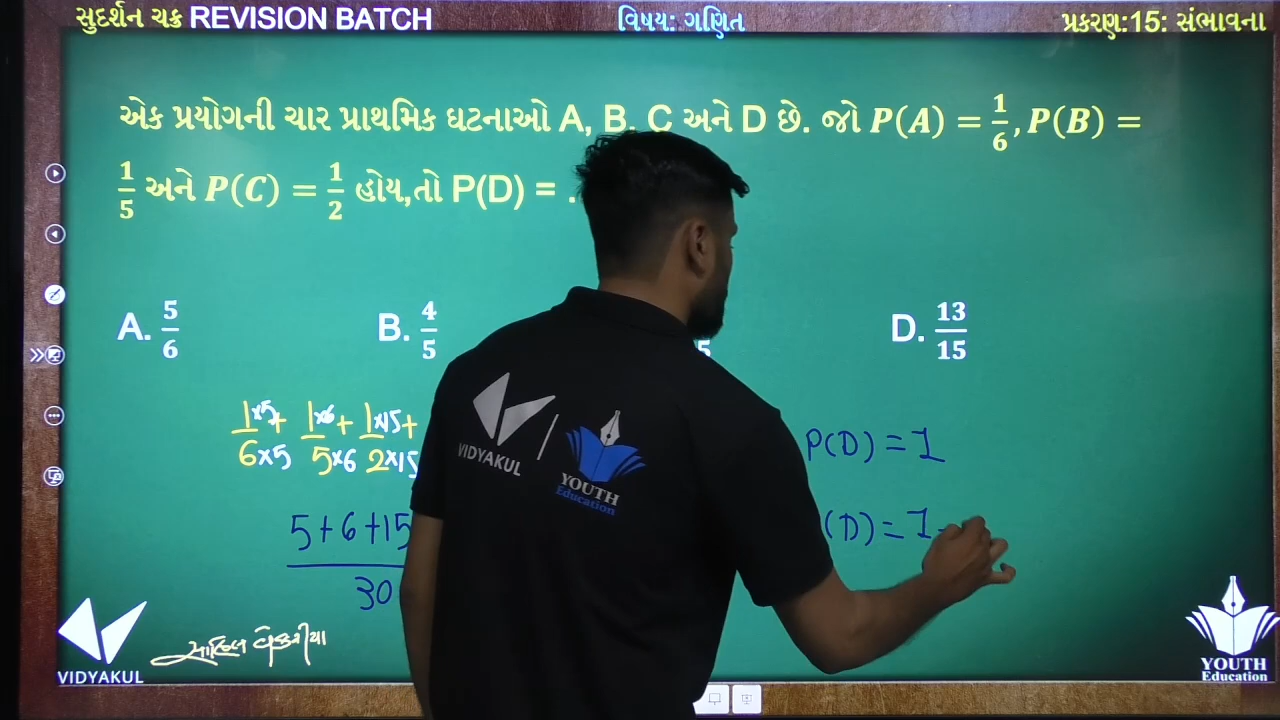 સુદર્શન ચક્ર REVISION BATCH
વિષય: ગણિત
પ્રકરણ:15: સંભાવના
એક પ્રયોગની ચાર પ્રાથમિક ઘટનાઓ A, B, C અને D છે. જો P(A) = 1/6, P(B) =
1/5 અને P(C) = 1/2 હોય,તો P(D) = .
A. 5/6 B. 4/5 5 D. 13/15
1×5/6×5 + 1×6/5×6 + 1×15/2×15 + P(D) = 1
5+6+15/30 (D) = 1-
VIDYAKUL
YOUTH
Education
VIDYAKUL
YOUTH
Education